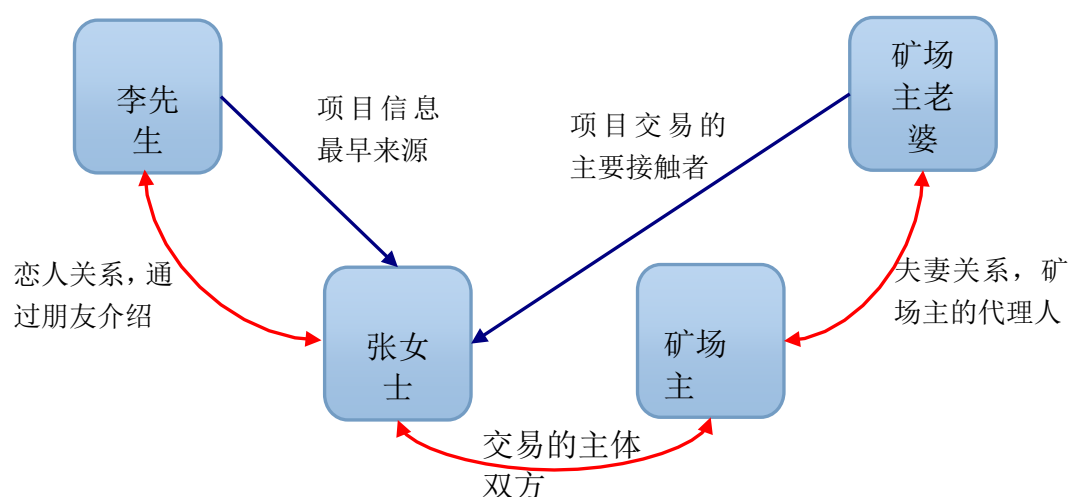 李先
生
项目信息
最早来源
项目交易的
主要接触者
矿场
主老
婆
恋人关系，通
过朋友介绍
张女
士
矿场
主
夫妻关系，矿
场主的代理人
交易的主体
双方